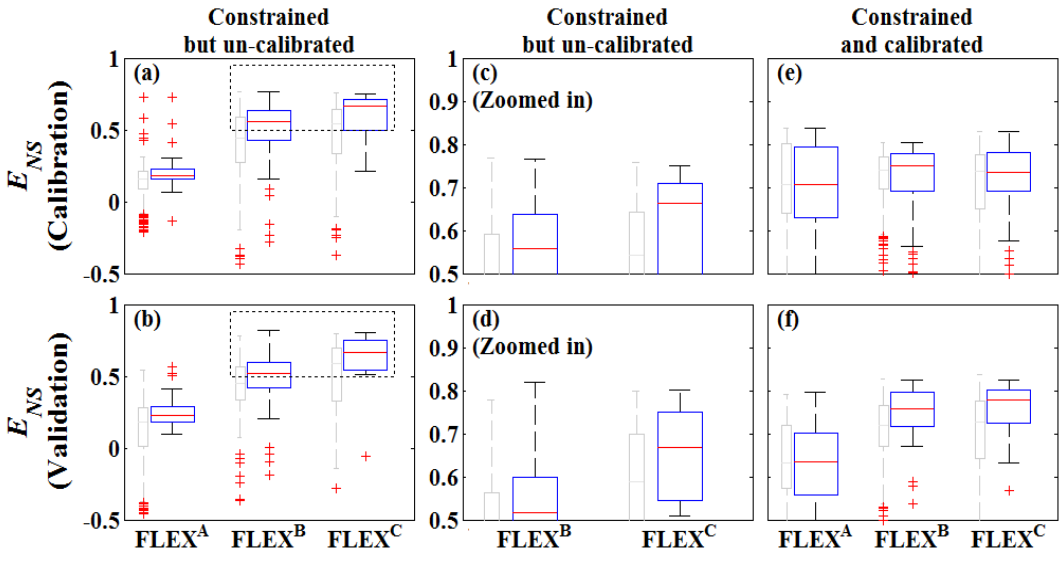 Constrained but un-calibrated
Constrained but un-calibrated
Constrained and calibrated
E_NS (Calibration)
1
0.5
0
-0.5
(a)
1
0.9
0.8
0.7
0.6
0.5
(c)
(Zoomed in)
(e)
E_NS (Validation)
1
0.5
0
-0.5
(b)
1
0.9
0.8
0.7
0.6
0.5
(d)
(Zoomed in)
(f)
FLEX^A FLEX^B FLEX^C
FLEX^B FLEX^C
FLEX^A FLEX^B FLEX^C